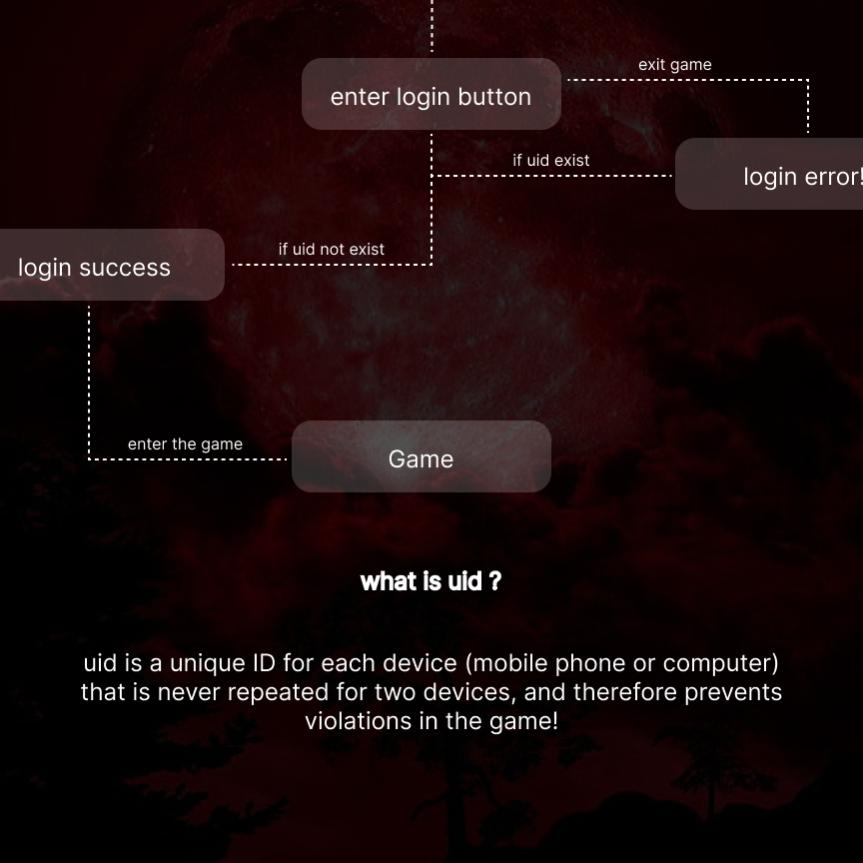 exit game
enter login button
if uid exist
login error!
if uid not exist
login success
enter the game
Game
what is uid ?
uid is a unique ID for each device (mobile phone or computer)
that is never repeated for two devices, and therefore prevents
violations in the game!